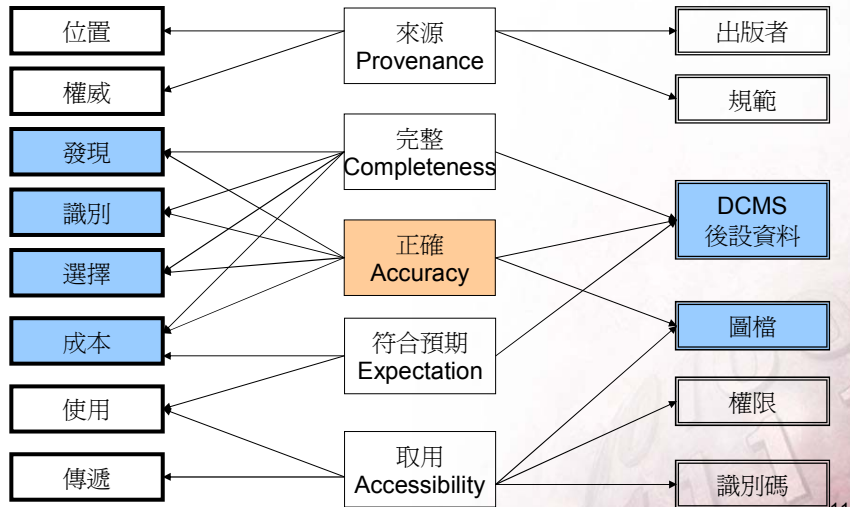 位置
來源
Provenance
出版者
權威
規範
發現
完整
Completeness
識別
DCMS
後設資料
正確
Accuracy
選擇
圖檔
成本
符合預期
Expectation
使用
權限
取用
Accessibility
傳遞
識別碼
11